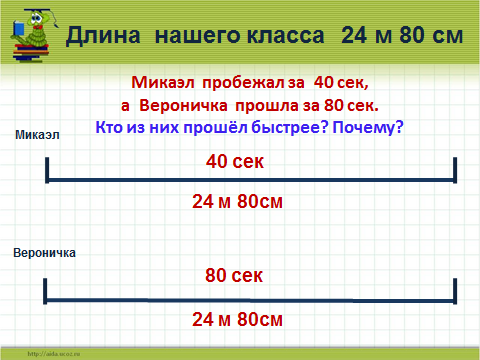 Длина нашего класса 24 м 80 см
Микаэл пробежал за 40 сек,
а Вероничка прошла за 80 сек.
Кто из них прошёл быстрее? Почему?
Микаэл
40 сек
24 м 80см
Вероничка
80 сек
24 м 80см
http://aida.ucoz.ru